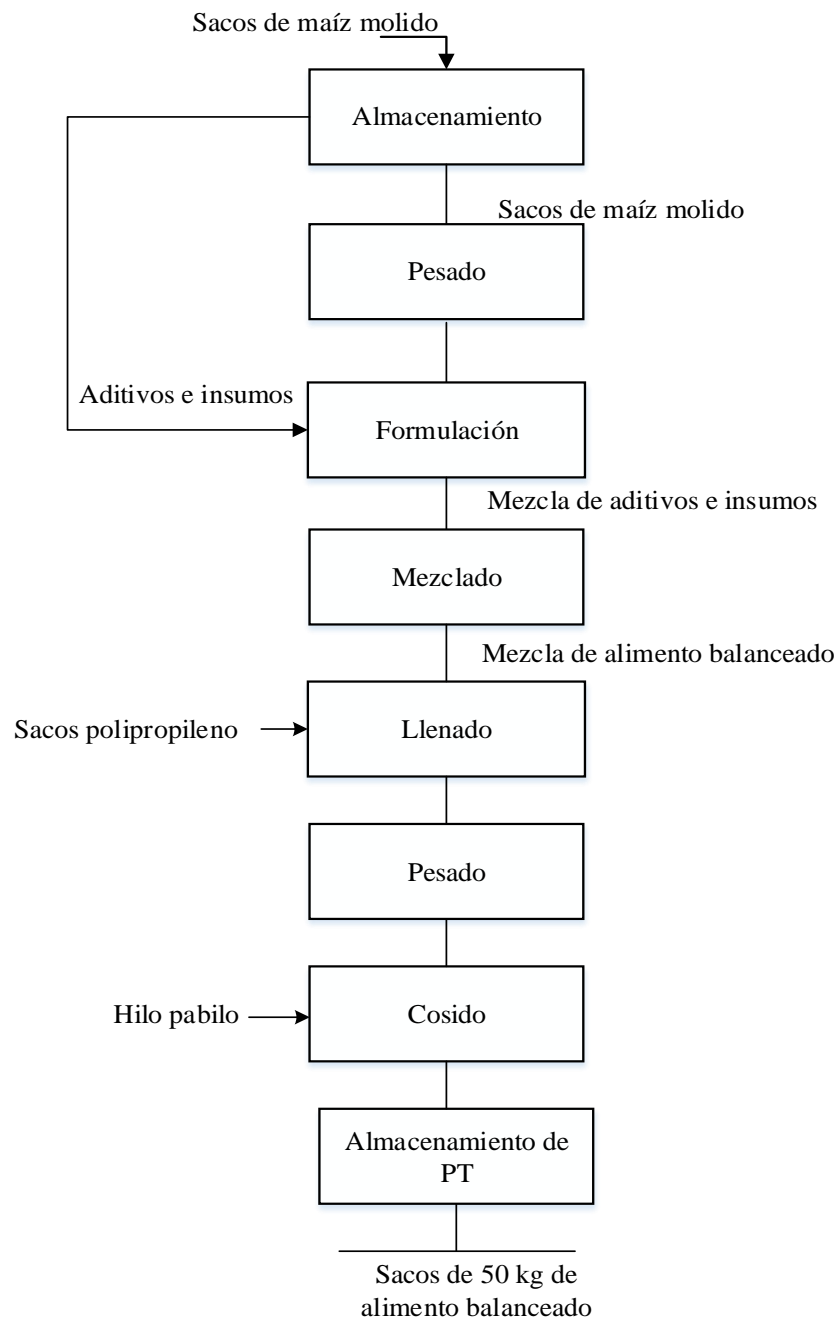 Sacos de maíz molido
Almacenamiento
Sacos de maíz molido
Pesado
Aditivos e insumos
Formulación
Mezcla de aditivos e insumos
Mezclado
Mezcla de alimento balanceado
Sacos polipropileno
Llenado
Pesado
Hilo pabilo
Cosido
Almacenamiento de
PT
Sacos de 50 kg de
alimento balanceado